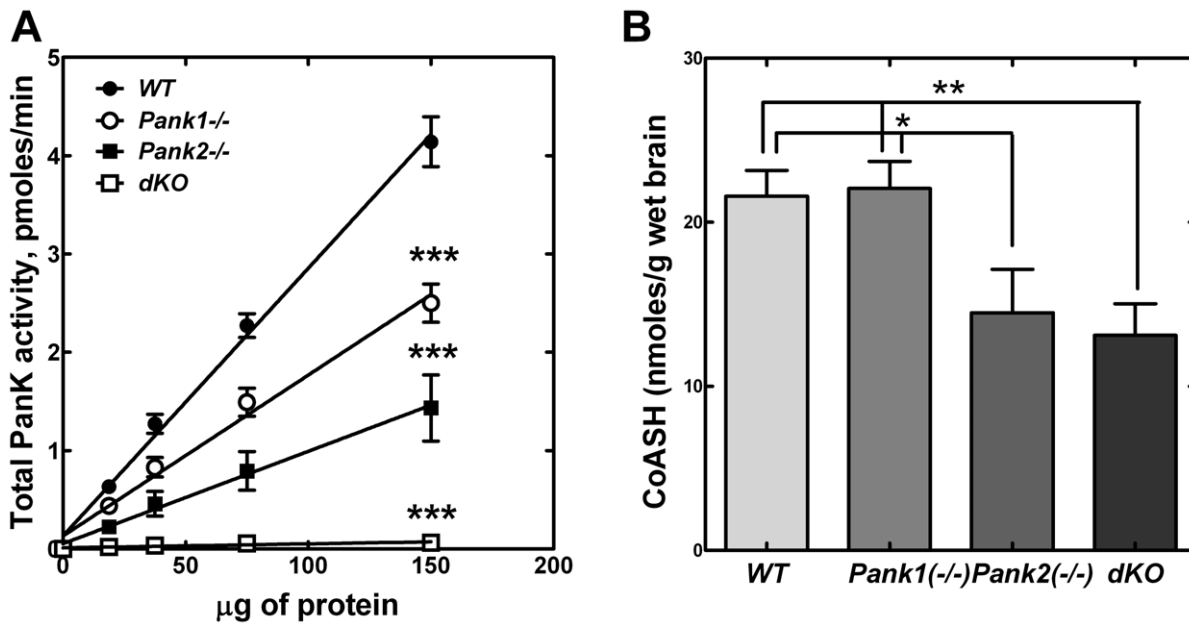 A
Total PanK activity, pmoles/min
5
4
3
2
1
0
WT
Pank1-/-
Pank2-/-
dKO
***
***
***
0 50 100 150 200
μg of protein
B
CoASH (nmoles/g wet brain
30
20
10
0
**
*
WT Pank1(-/-) Pank2(-/-) dKO